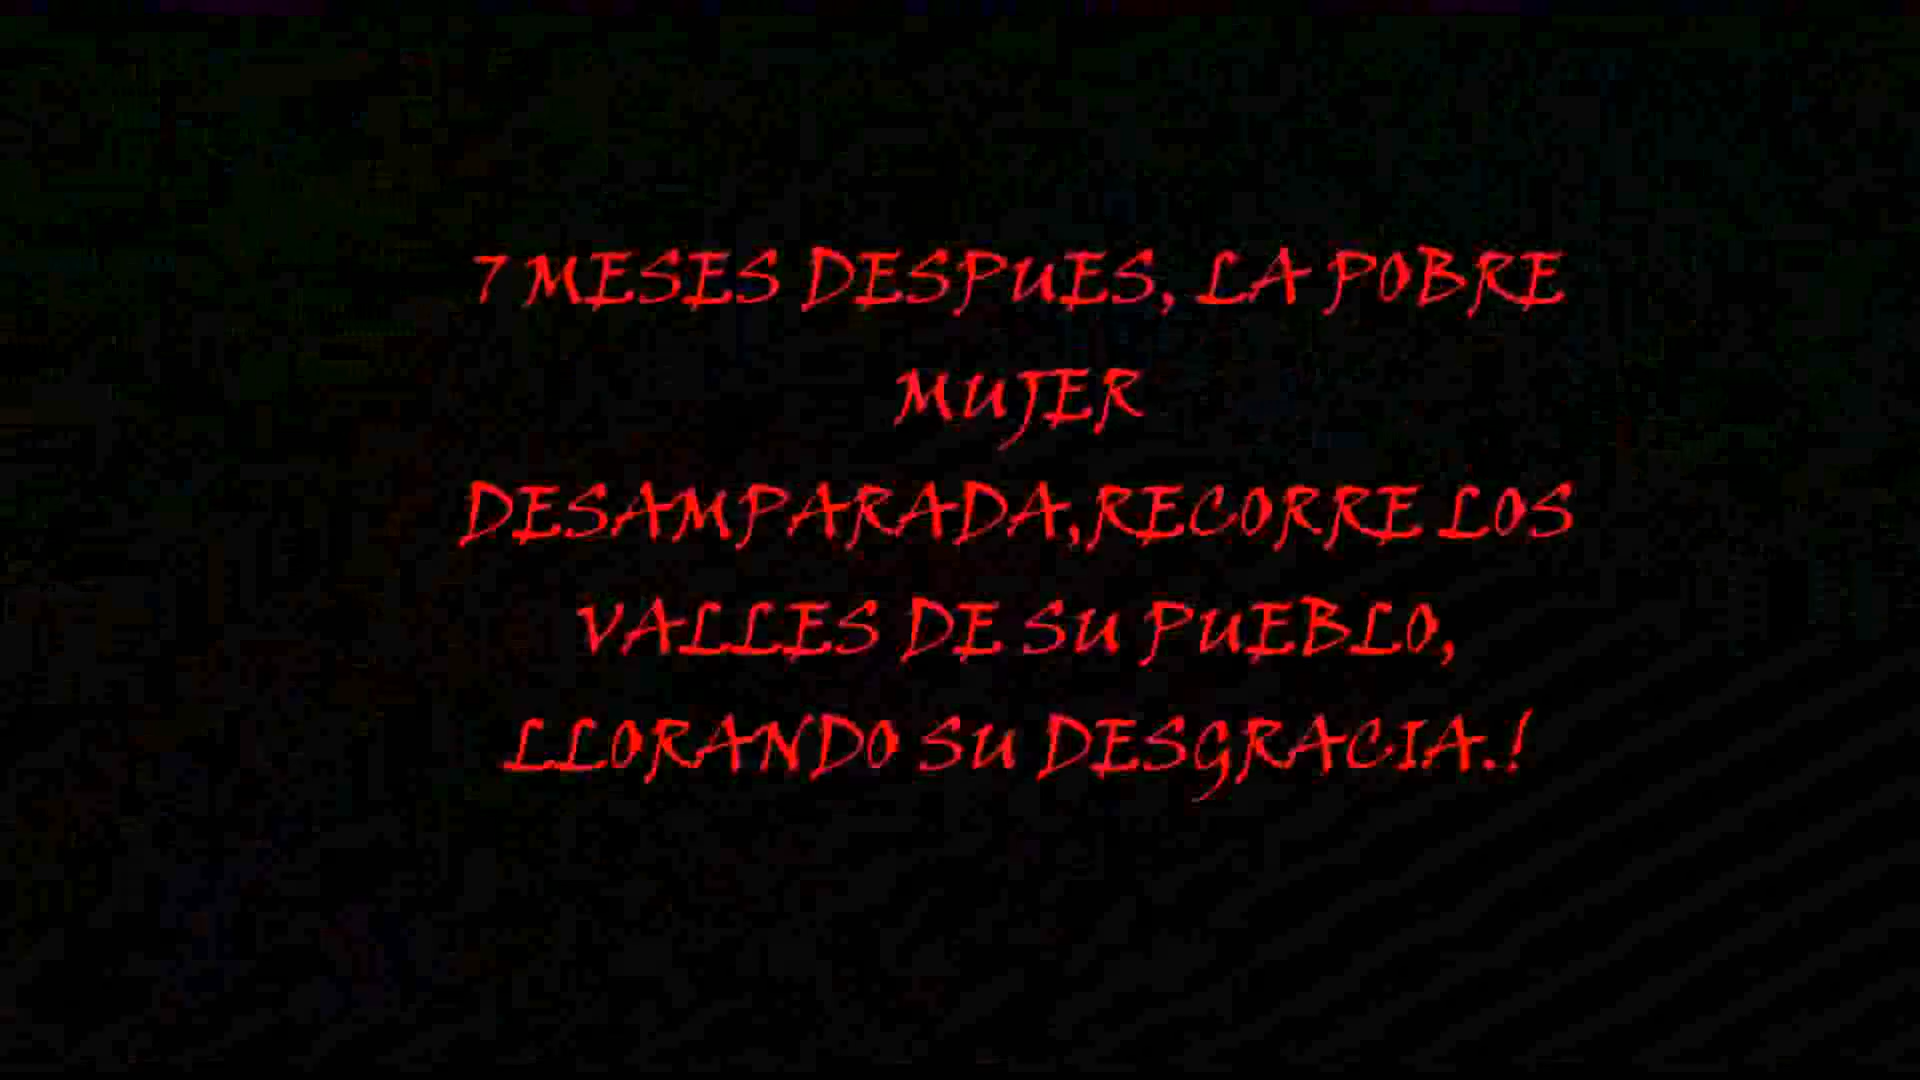 7 MESES DESPUES, LA POBRE
MUJER
DESAMPARADA,RECORRE LOS
VALLES DE SU PUEBLO,
LLORANDO SU DESGRACIA.!